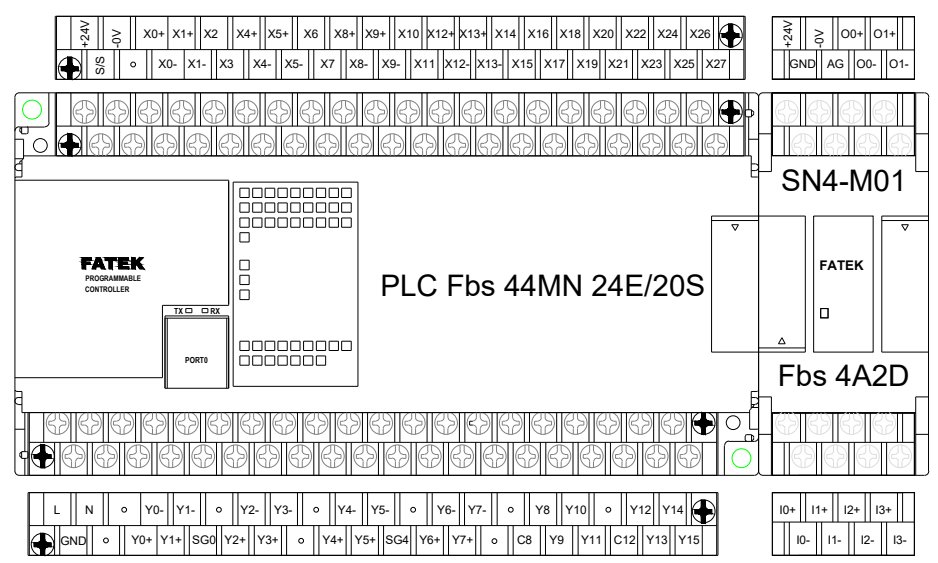 +24V -0V X0+ X1+ X2 X4+ X5+ X6 X8+ X9+ X10 X12+ X13+ X14 X16 X18 X20 X22 X24 X26
S/S X0- X1- X3 X4- X5- X7 X8- X9- X11 X12- X13- X15 X17 X19 X21 X23 X25 X27
+24V -0V O0+ O1+
GND AG O0- O1-
SN4-M01
FATEK
PROGRAMMABLE
CONTROLLER
TX RX
PORT0
PLC Fbs 44MN 24E/20S
FATEK
Fbs 4A2D
L N Y0- Y1- Y2- Y3- Y4- Y5- Y6- Y7- Y8 Y10 Y12 Y14
GND Y0+ Y1+ SG0 Y2+ Y3+ Y4+ Y5+ SG4 Y6+ Y7+ C8 Y9 Y11 C12 Y13 Y15
I0+ I1+ I2+ I3+
I0- I1- I2- I3-